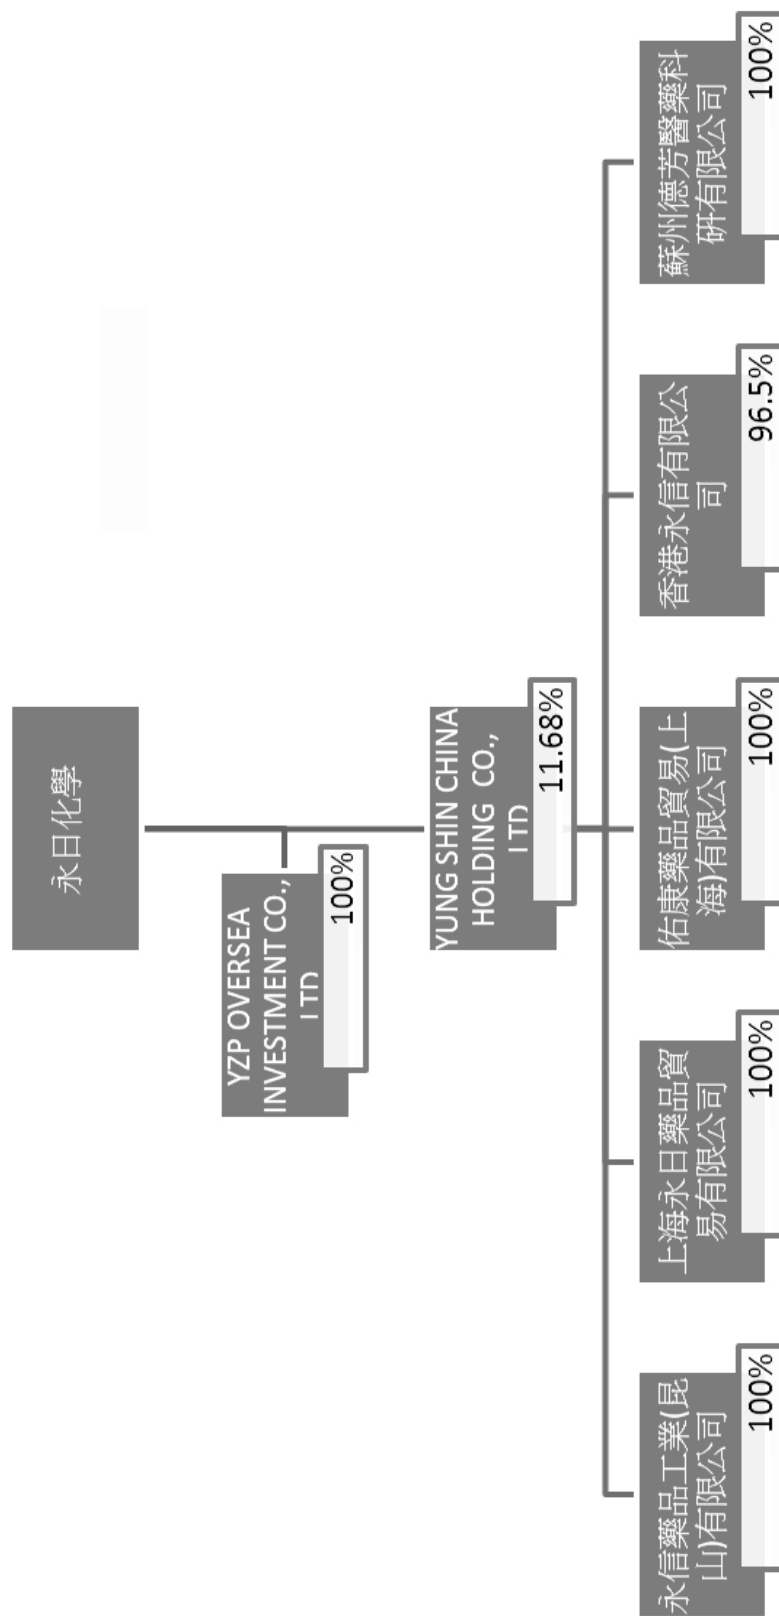 永日化學
YZP OVERSEA
INVESTMENT CO.,
LTD
100%
YUNG SHIN CHINA
HOLDING CO.,
LTD
11.68%
永信藥品工業(昆
山)有限公司
100%
上海永日藥品貿
易有限公司
100%
佑康藥品貿易(上
海)有限公司
100%
香港永信有限公
司
96.5%
蘇州德芳醫藥科
研有限公司
100%